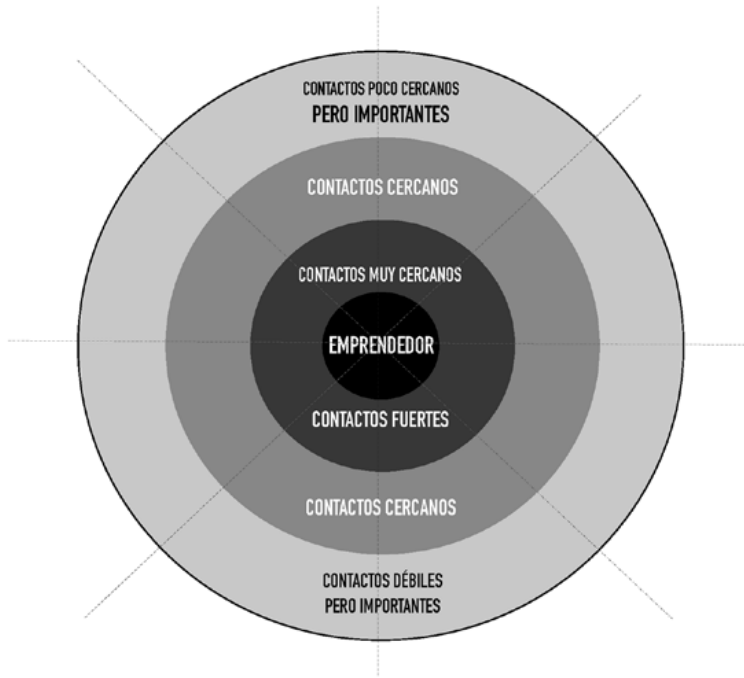 CONTACTOS POCO CERCANOS
PERO IMPORTANTES
CONTACTOS CERCANOS
CONTACTOS MUY CERCANOS
EMPRENDEDOR
CONTACTOS FUERTES
CONTACTOS CERCANOS
CONTACTOS DÉBILES
PERO IMPORTANTES